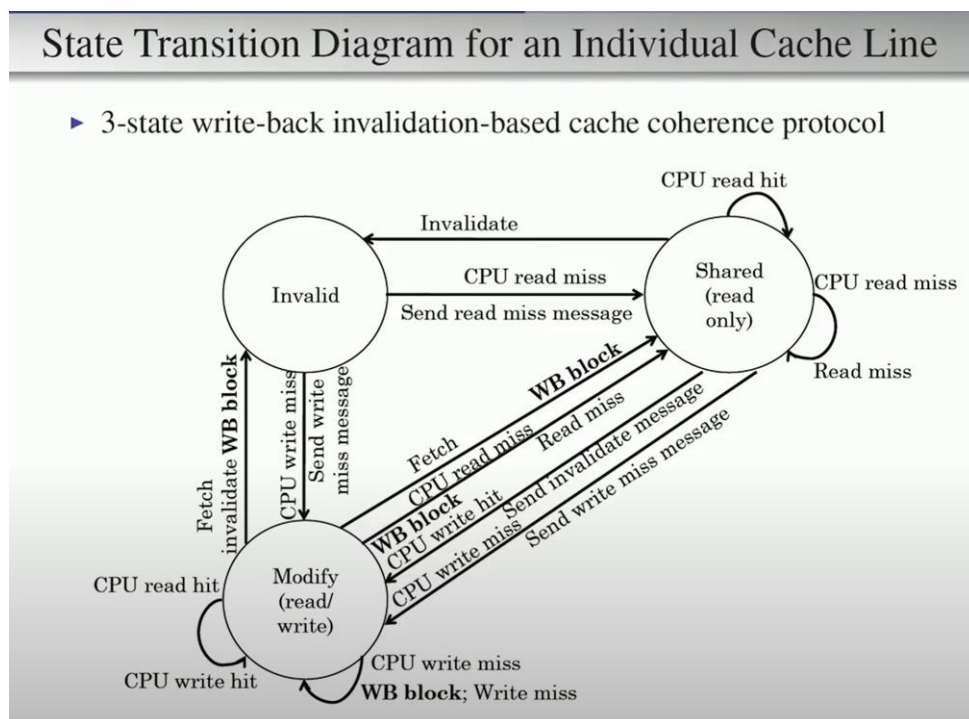 State Transition Diagram for an Individual Cache Line
▶ 3-state write-back invalidation-based cache coherence protocol
CPU read hit
Invalidate
Invalid
CPU read miss
Send read miss message
Shared
(read
only)
CPU read miss
Read miss
Fetch
invalidate WB block
CPU write miss
Send write
miss message
Fetch
WB block
CPU read miss
WB block
Read miss
CPU write hit
Send invalidate message
CPU write miss
Send write miss message
Modify
(read/
write)
CPU read hit
CPU write hit
CPU write miss
WB block; Write miss